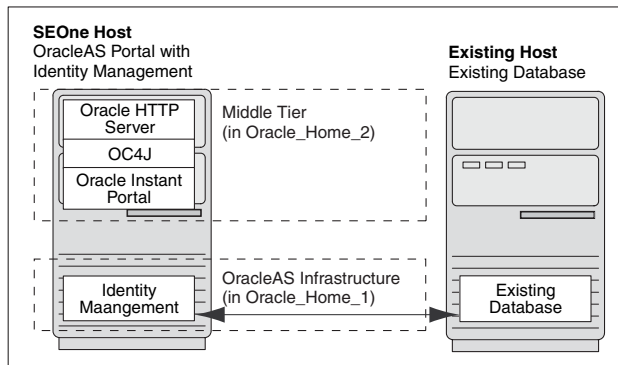 SEOne Host
OracleAS Portal with
Identity Management
Existing Host
Existing Database
Oracle HTTP
Server
OC4J
Oracle Instant
Portal
Middle Tier
(in Oracle_Home_2)
Identity
Maangement
OracleAS Infrastructure
(in Oracle_Home_1)
Existing
Database